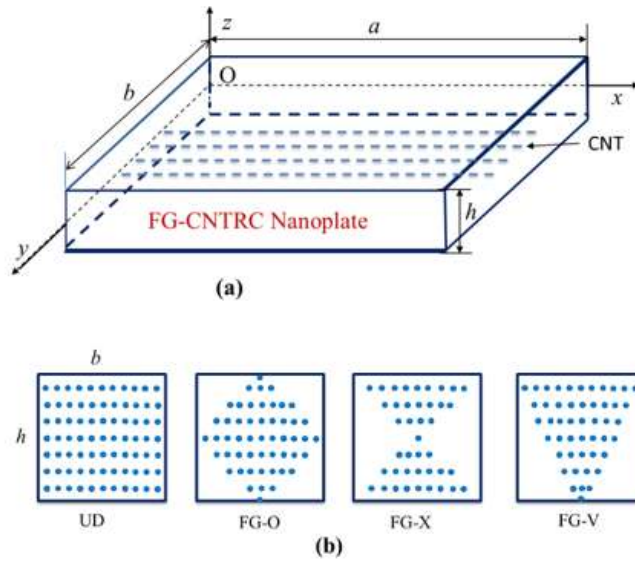 z
a
b
O
x
CNT
h
FG-CNTRC Nanoplate
y
(a)
b
h
UD
FG-O
FG-X
FG-V
(b)